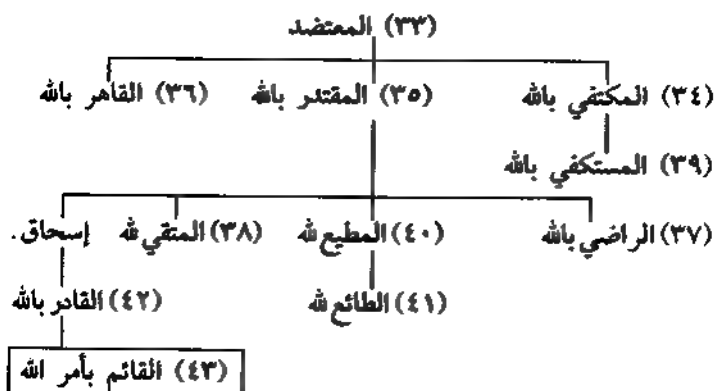 (٣٣) المعتضد
(٣٤) المكتفي بالله (٣٥) المقتدر بالله (٣٦) القاهر بالله
(٣٩) المستكفي بالله
(٣٧) الراضي بالله (٤٠) المطيع لله (٣٨) المتقي لله إسحاق.
(٤١) الطائع لله (٤٢) القادر بالله
(٤٣) القائم بأمر الله